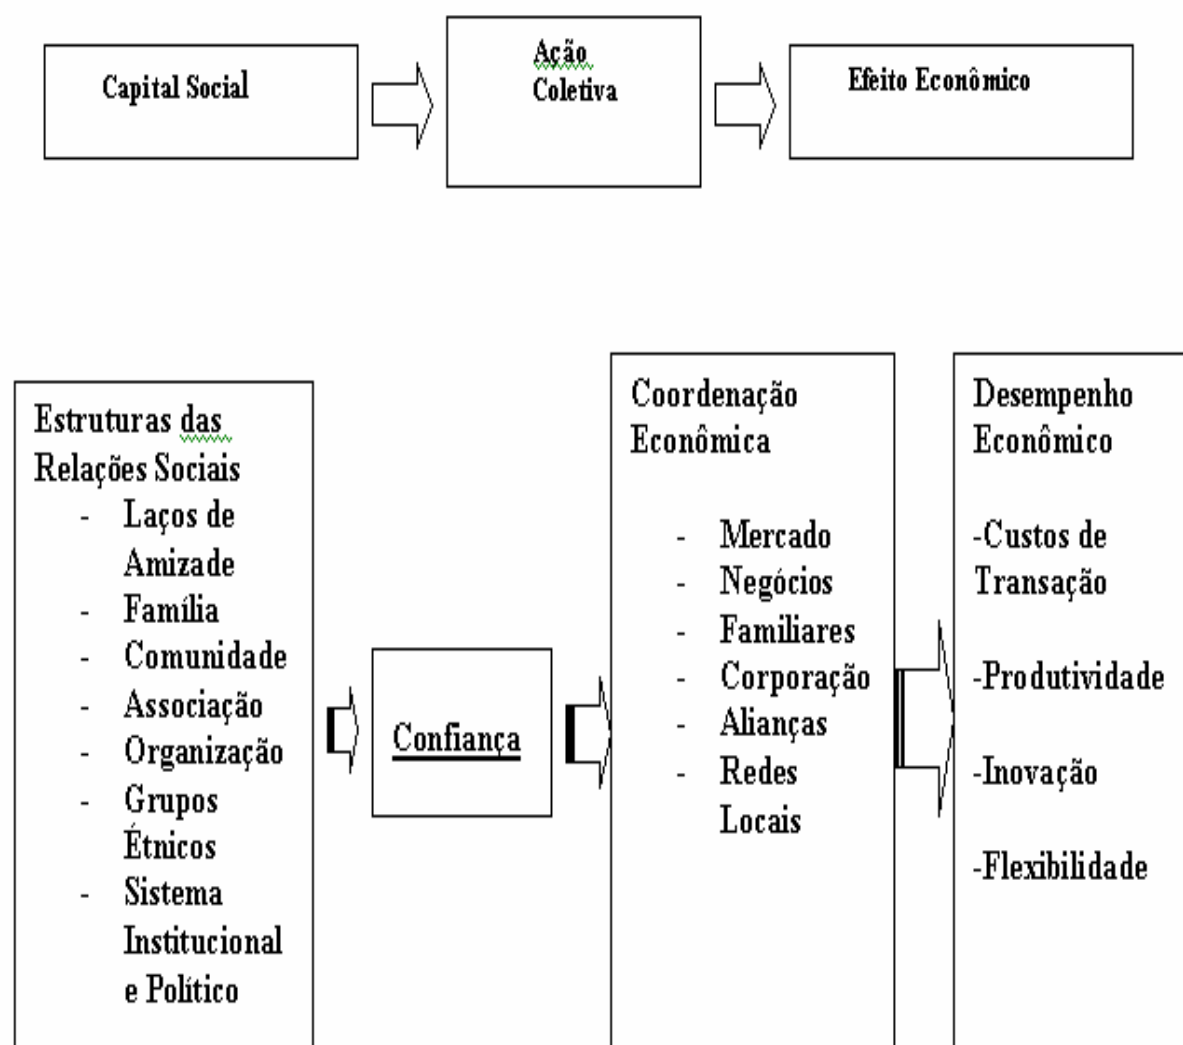 Capital Social
Ação
Coletiva
Efeito Econômico
Estruturas das
Relações Sociais
- Laços de
Amizade
- Família
- Comunidade
- Associação
- Organização
- Grupos
Étnicos
- Sistema
Institucional
e Político
Confiança
Coordenação
Econômica
- Mercado
- Negócios
- Familiares
- Corporação
- Alianças
- Redes
Locais
Desempenho
Econômico
-Custos de
Transação
-Produtividade
-Inovação
-Flexibilidade